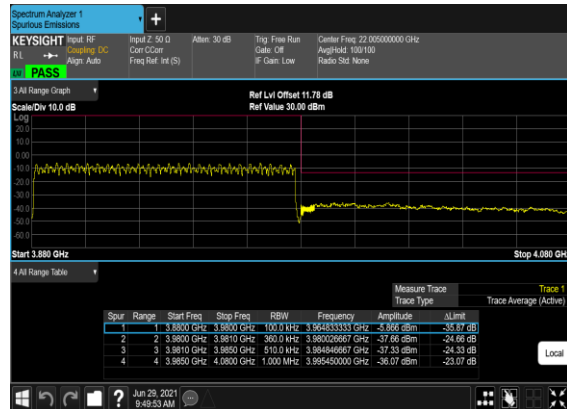 Spectrum Analyzer 1
Spurious Emissions
+
KEYSIGHT Input: RF Input Z: 50 Ω Atten: 30 dB Trig: Free Run Center Freq: 22.005000000 GHz
RL Coupling: DC Corr CCorr Gate: Off Avg|Hold: 100/100
Align: Auto Freq Ref: Int (S) IF Gain: Low Radio Std: None
PASS
3 All Range Graph
Ref Lvl Offset 11.78 dB
Scale/Div 10.0 dB Ref Value 30.00 dBm
Log
20.0
10.0
0.00
-10.0
-20.0
-30.0
-40.0
-50.0
-60.0
Start 3.880 GHz Stop 4.080 GHz
4 All Range Table
Measure Trace Trace 1
Trace Type Trace Average (Active)
Spur Range Start Freq Stop Freq RBW Frequency Amplitude ΔLimit
1 1 3.8800 GHz 3.9800 GHz 100.0 kHz 3.964833333 GHz -5.866 dBm -35.87 dB
2 2 3.9800 GHz 3.9810 GHz 360.0 kHz 3.980026667 GHz -37.66 dBm -24.66 dB
3 3 3.9810 GHz 3.9850 GHz 510.0 kHz 3.984846667 GHz -37.33 dBm -24.33 dB
4 4 3.9850 GHz 4.0800 GHz 1.000 MHz 3.995450000 GHz -36.07 dBm -23.07 dB
Local
? Jun 29, 2021
9:49:53 AM